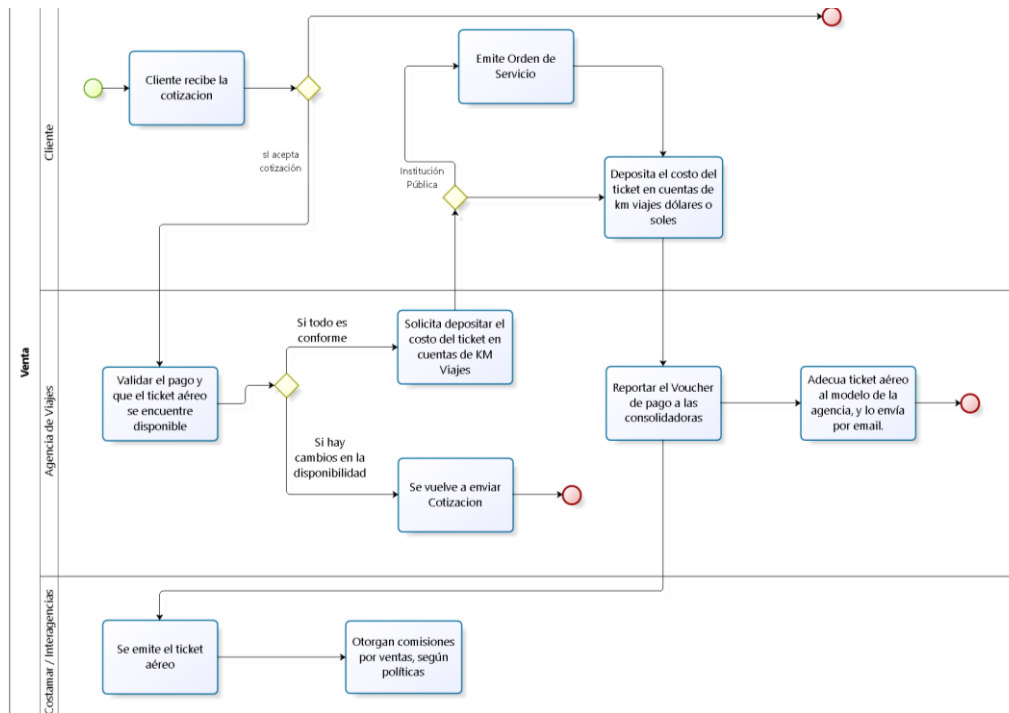 Venta
Cliente
Cliente recibe la
cotizacion
sI acepta
cotización
Emite Orden de
Servicio
Institución
Pública
Deposita el costo del
ticket en cuentas de
km viajes dólares o
soles
Agencia de Viajes
Validar el pago y
que el ticket aéreo
se encuentre
disponible
Si todo es
conforme
Solicita depositar el
costo del ticket en
cuentas de KM
Viajes
Si hay
cambios en la
disponibilidad
Se vuelve a enviar
Cotizacion
Reportar el Voucher
de pago a las
consolidadoras
Adecua ticket aéreo
al modelo de la
agencia, y lo envía
por email.
Costamar / Interagencias
Se emite el ticket
aéreo
Otorgan comisiones
por ventas, según
políticas